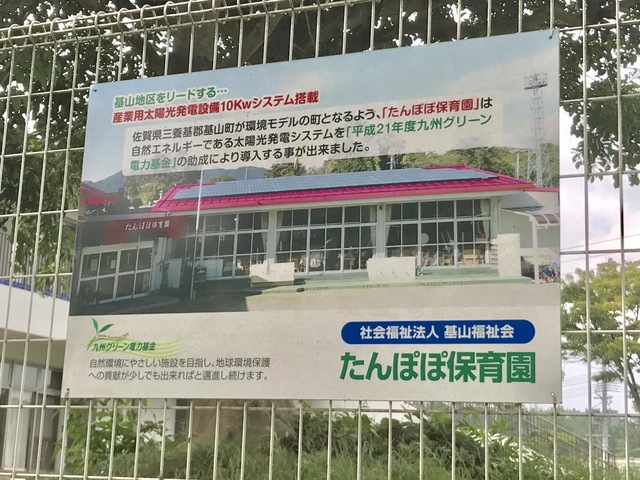 基山地区をリードする…
産業用太陽光発電設備10Kwシステム搭載
佐賀県三養基郡基山町が環境モデルの町となるよう、「たんぽぽ保育園」は
自然エネルギーである太陽光発電システムを「平成21年度九州グリーン
電力基金」の助成により導入する事が出来ました。
たんぽぽ保育園
九州グリーン電力基金
自然環境にやさしい施設を目指し、地球環境保護
への貢献が少しでも出来ればと邁進し続けます。
社会福祉法人 基山福祉会
たんぽぽ保育園